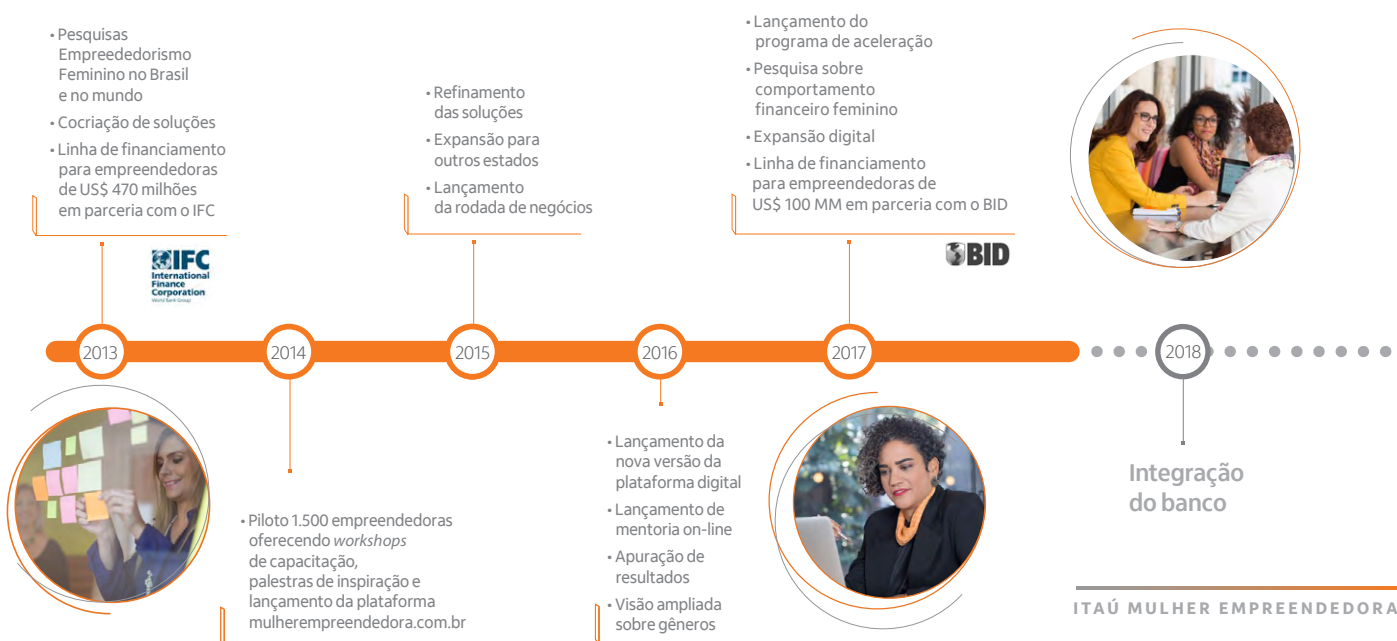 • Pesquisas
Empreededorismo
Feminino no Brasil
e no mundo
• Cocriação de soluções
• Linha de financiamento
para empreendedoras
de US$ 470 milhões
em parceria com o IFC
IFC
International
Finance
Corporation
World Bank Group
• Refinamento
das soluções
• Expansão para
outros estados
• Lançamento
da rodada de negócios
• Lançamento do
programa de aceleração
• Pesquisa sobre
comportamento
financeiro feminino
• Expansão digital
• Linha de financiamento
para empreendedoras de
US$ 100 MM em parceria com o BID
BID
2013
2014
2015
2016
2017
2018
• Piloto 1.500 empreendedoras
oferecendo workshops
de capacitação,
palestras de inspiração e
lançamento da plataforma
mulherempreendedora.com.br
• Lançamento da
nova versão da
plataforma digital
• Lançamento de
mentoria on-line
• Apuração de
resultados
• Visão ampliada
sobre gêneros
Integração
do banco
ITAÚ MULHER EMPREENDEDORA